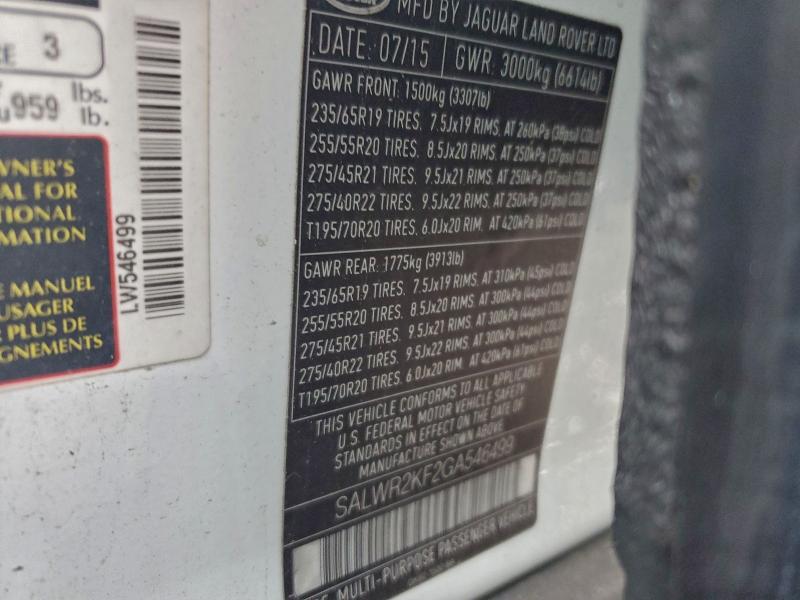 3
959 lbs.
lb.
WNER'S
AL FOR
TIONAL
MATION
MANUEL
USAGER
PLUS DE
GNEMENTS
LW546499
MFD BY JAGUAR LAND ROVER LTD
DATE: 07/15 GWR: 3000kg (6614lb)
GAWR FRONT: 1500kg (3307lb)
235/65R19 TIRES. 7.5Jx19 RIMS. AT 260kPa (38psi) COLD
255/55R20 TIRES. 8.5Jx20 RIMS. AT 250kPa (37psi) COLD
275/45R21 TIRES. 9.5Jx21 RIMS. AT 250kPa (37psi) COLD
275/40R22 TIRES. 9.5Jx22 RIMS. AT 250kPa (37psi) COLD
T195/70R20 TIRES. 6.0Jx20 RIM. AT 420kPa (61psi) COLD
GAWR REAR: 1775kg (3913lb)
235/65R19 TIRES. 7.5Jx19 RIMS. AT 310kPa (45psi) COLD
255/55R20 TIRES. 8.5Jx20 RIMS. AT 300kPa (44psi) COLD
275/45R21 TIRES. 9.5Jx21 RIMS. AT 300kPa (44psi) COLD
275/40R22 TIRES. 9.5Jx22 RIMS. AT 300kPa (44psi) COLD
T195/70R20 TIRES. 6.0Jx20 RIM. AT 420kPa (61psi) COLD
THIS VEHICLE CONFORMS TO ALL APPLICABLE
U.S. FEDERAL MOTOR VEHICLE SAFETY
STANDARDS IN EFFECT ON THE DATE OF
MANUFACTURE SHOWN ABOVE
SALWR2KF2GA546499
MULTI-PURPOSE PASSENGER VEHICLE